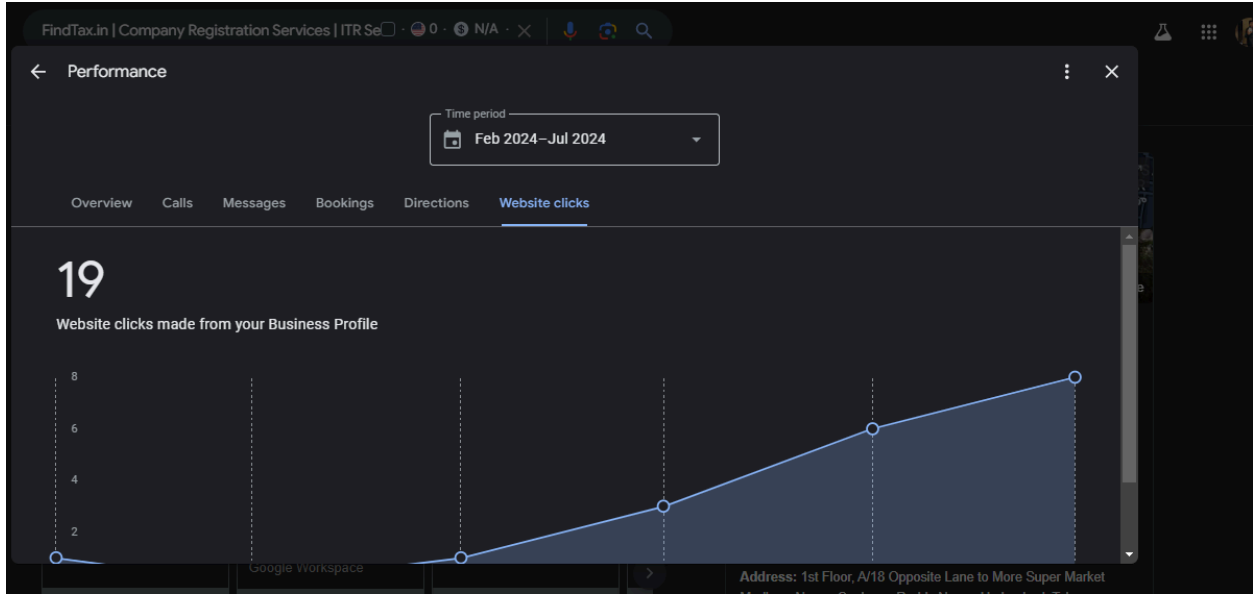 FindTax.in | Company Registration Services | ITR Se · 0 · N/A ·
Performance
Time period
Feb 2024–Jul 2024
Overview Calls Messages Bookings Directions Website clicks
19
Website clicks made from your Business Profile
8
6
4
2
Google Workspace
Address: 1st Floor, A/18 Opposite Lane to More Super Market